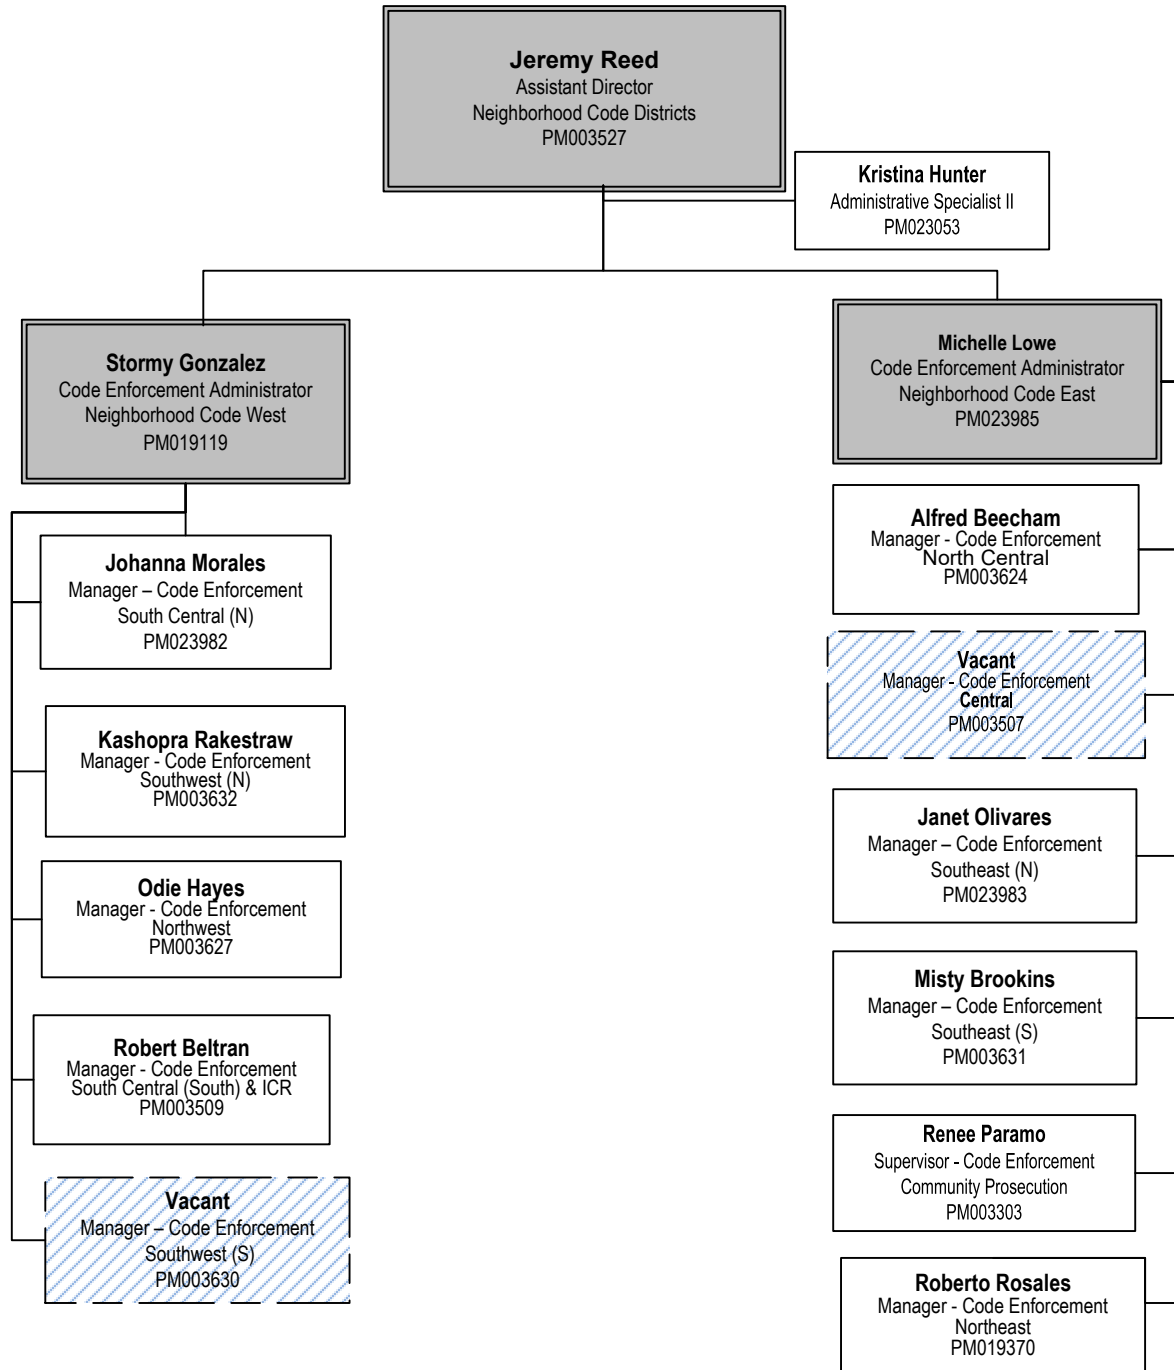 Jeremy Reed
Assistant Director
Neighborhood Code Districts
PM003527
Kristina Hunter
Administrative Specialist II
PM023053
Stormy Gonzalez
Code Enforcement Administrator
Neighborhood Code West
PM019119
Johanna Morales
Manager – Code Enforcement
South Central (N)
PM023982
Kashopra Rakestraw
Manager - Code Enforcement
Southwest (N)
PM003632
Odie Hayes
Manager - Code Enforcement
Northwest
PM003627
Robert Beltran
Manager - Code Enforcement
South Central (South) & ICR
PM003509
Vacant
Manager – Code Enforcement
Southwest (S)
PM003630
Michelle Lowe
Code Enforcement Administrator
Neighborhood Code East
PM023985
Alfred Beecham
Manager - Code Enforcement
North Central
PM003624
Vacant
Manager - Code Enforcement
Central
PM003507
Janet Olivares
Manager – Code Enforcement
Southeast (N)
PM023983
Misty Brookins
Manager – Code Enforcement
Southeast (S)
PM003631
Renee Paramo
Supervisor - Code Enforcement
Community Prosecution
PM003303
Roberto Rosales
Manager - Code Enforcement
Northeast
PM019370